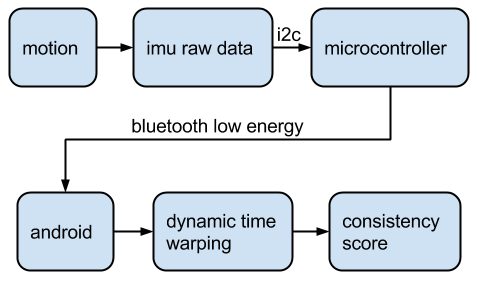 motion
imu raw data
i2c
microcontroller
bluetooth low energy
android
dynamic time
warping
consistency
score